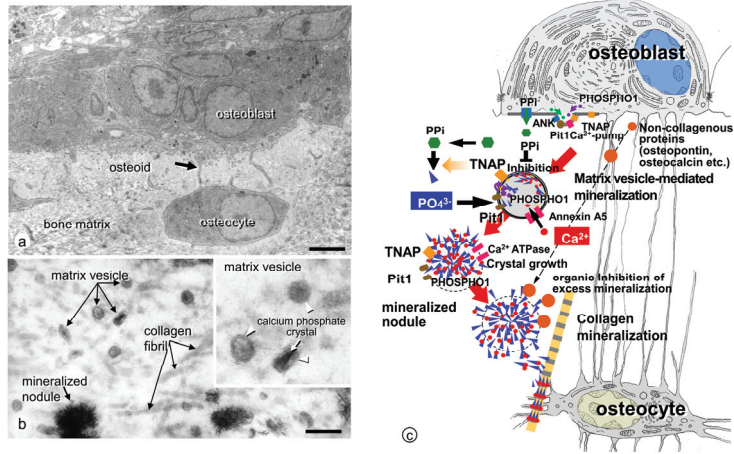 osteoblast
osteoid
osteocyte
bone matrix
a
matrix vesicle
collagen
fibril
mineralized
nodule
b
matrix vesicle
calcium phosphate
crystal
osteoblast
PPi
PHOSPHO1
ANK
TNAP
Pit1
Ca²⁺-pump
Non-collagenous
proteins
(osteopontin,
osteocalcin etc.)
PPi
PPi
TNAP
Inhibition
Matrix vesicle-mediated
mineralization
PO₄³⁻
PHOSPHO1
Pit1
Annexin A5
Ca²⁺
TNAP
Ca²⁺ ATPase
Crystal growth
Pit1
PHOSPHO1
organic Inhibition of
excess mineralization
mineralized
nodule
Collagen
mineralization
osteocyte
c